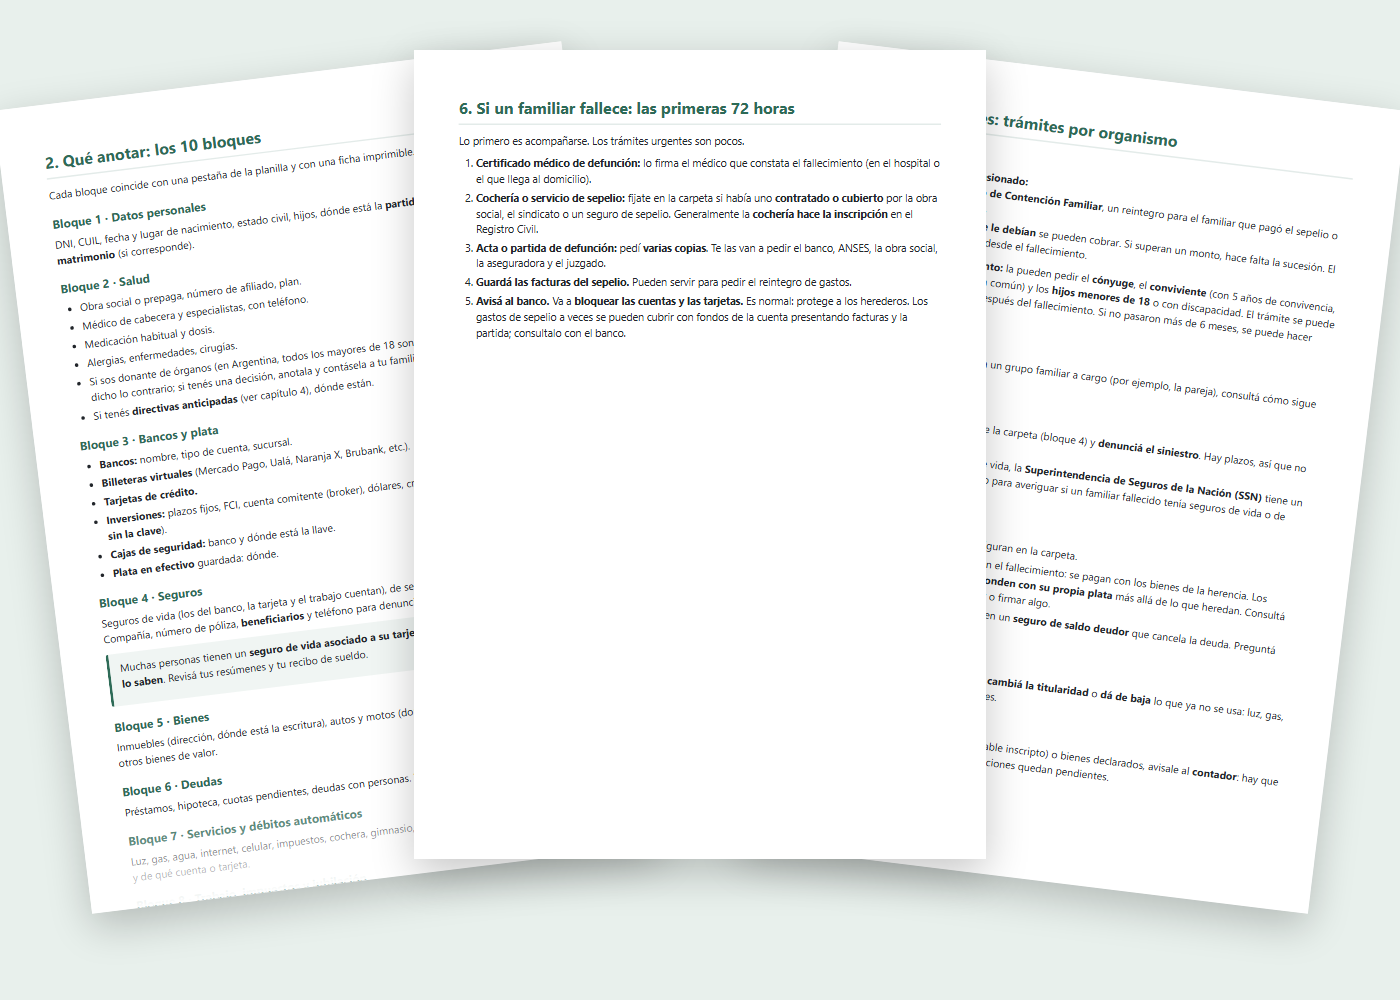 2. Qué anotar: los 10 bloques
Cada bloque coincide con una pestaña de la planilla y con una ficha imprimible.
Bloque 1 · Datos personales
DNI, CUIL, fecha y lugar de nacimiento, estado civil, hijos, dónde está la
matrimonio (si corresponde).
Bloque 2 · Salud
• Obra social o prepaga, número de afiliado, plan.
• Médico de cabecera y especialistas, con teléfono.
• Medicación habitual y dosis.
• Alergias, enfermedades, cirugías.
• Si sos donante de órganos (en Argentina, todos los mayores de 18 son
dicho lo contrario; si tenés una decisión, anotala y contásela a tu
• Si tenés directivas anticipadas (ver capítulo 4), dónde están.
Bloque 3 · Bancos y plata
• Bancos: nombre, tipo de cuenta, sucursal.
• Billeteras virtuales (Mercado Pago, Ualá, Naranja X, Brubank, etc.).
• Tarjetas de crédito.
• Inversiones: plazos fijos, FCI, cuenta comitente (broker), dólares,
sin la clave).
• Cajas de seguridad: banco y dónde está la llave.
• Plata en efectivo guardada: dónde.
Bloque 4 · Seguros
Seguros de vida (los del banco, la tarjeta y el trabajo cuentan), de
Compañía, número de póliza, beneficiarios y teléfono para
Muchas personas tienen un seguro de vida asociado a su
lo saben. Revisá tus resúmenes y tu recibo de sueldo.
Bloque 5 · Bienes
Inmuebles (dirección, dónde está la escritura), autos y motos
otros bienes de valor.
Bloque 6 · Deudas
Préstamos, hipoteca, cuotas pendientes, deudas con personas.
Bloque 7 · Servicios y débitos automáticos
Luz, gas, agua, internet, celular, impuestos, cochera, gimnasio,
y de qué cuenta o tarjeta.
6. Si un familiar fallece: las primeras 72 horas
Lo primero es acompañarse. Los trámites urgentes son pocos.
1. Certificado médico de defunción: lo firma el médico que constata el fallecimiento (en el hospital o
el que llega al domicilio).
2. Cochería o servicio de sepelio: fijate en la carpeta si había uno contratado o cubierto por la obra
social, el sindicato o un seguro de sepelio. Generalmente la cochería hace la inscripción en el
Registro Civil.
3. Acta o partida de defunción: pedí varias copias. Te las van a pedir el banco, ANSES, la obra social,
la aseguradora y el juzgado.
4. Guardá las facturas del sepelio. Pueden servir para pedir el reintegro de gastos.
5. Avisá al banco. Va a bloquear las cuentas y las tarjetas. Es normal: protege a los herederos. Los
gastos de sepelio a veces se pueden cubrir con fondos de la cuenta presentando facturas y la
partida; consultalo con el banco.
trámites por organismo
de Contención Familiar, un reintegro para el familiar que pagó el sepelio o
le debían se pueden cobrar. Si superan un monto, hace falta la sucesión. El
desde el fallecimiento.
la pueden pedir el cónyuge, el conviviente (con 5 años de convivencia,
común) y los hijos menores de 18 o con discapacidad. El trámite se puede
después del fallecimiento. Si no pasaron más de 6 meses, se puede hacer
un grupo familiar a cargo (por ejemplo, la pareja), consultá cómo sigue
la carpeta (bloque 4) y denunciá el siniestro. Hay plazos, así que no
vida, la Superintendencia de Seguros de la Nación (SSN) tiene un
para averiguar si un familiar fallecido tenía seguros de vida o de
en la carpeta.
el fallecimiento: se pagan con los bienes de la herencia. Los
con su propia plata más allá de lo que heredan. Consultá
o firmar algo.
un seguro de saldo deudor que cancela la deuda. Preguntá
cambiá la titularidad o dá de baja lo que ya no se usa: luz, gas,
inscripto) o bienes declarados, avisale al contador: hay que
quedan pendientes.